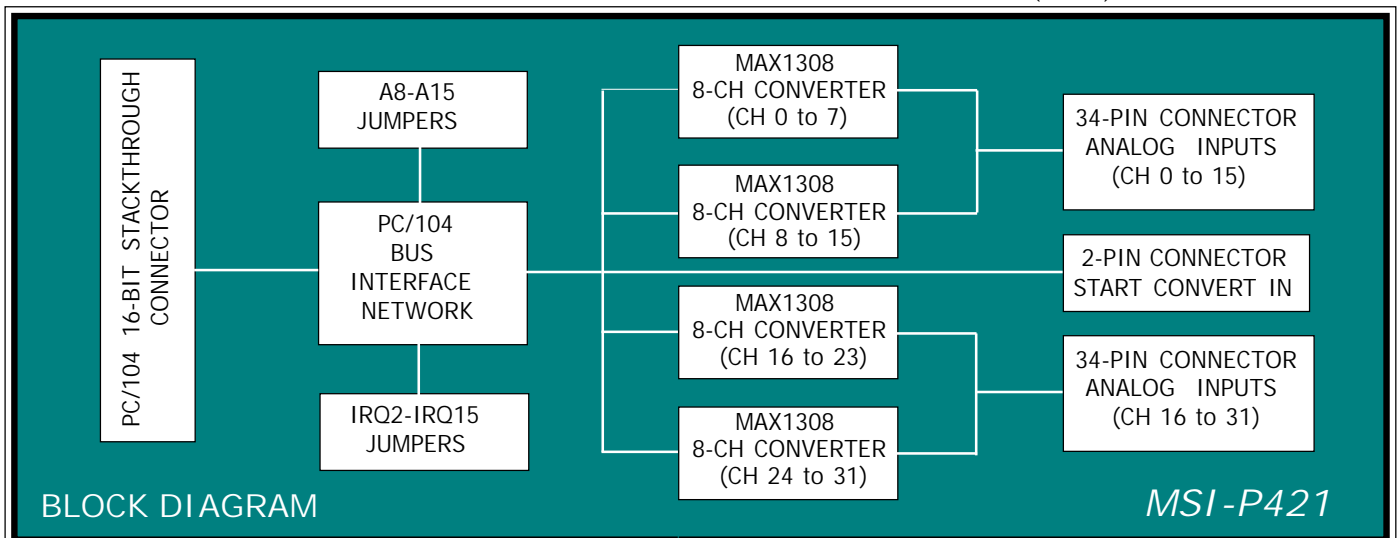 PC/104 16-BIT STACKTHROUGH
CONNECTOR
A8-A15
JUMPERS
PC/104
BUS
INTERFACE
NETWORK
IRQ2-IRQ15
JUMPERS
MAX1308
8-CH CONVERTER
(CH 0 to 7)
MAX1308
8-CH CONVERTER
(CH 8 to 15)
MAX1308
8-CH CONVERTER
(CH 16 to 23)
MAX1308
8-CH CONVERTER
(CH 24 to 31)
34-PIN CONNECTOR
ANALOG INPUTS
(CH 0 to 15)
2-PIN CONNECTOR
START CONVERT IN
34-PIN CONNECTOR
ANALOG INPUTS
(CH 16 to 31)
BLOCK DIAGRAM
MSI-P421